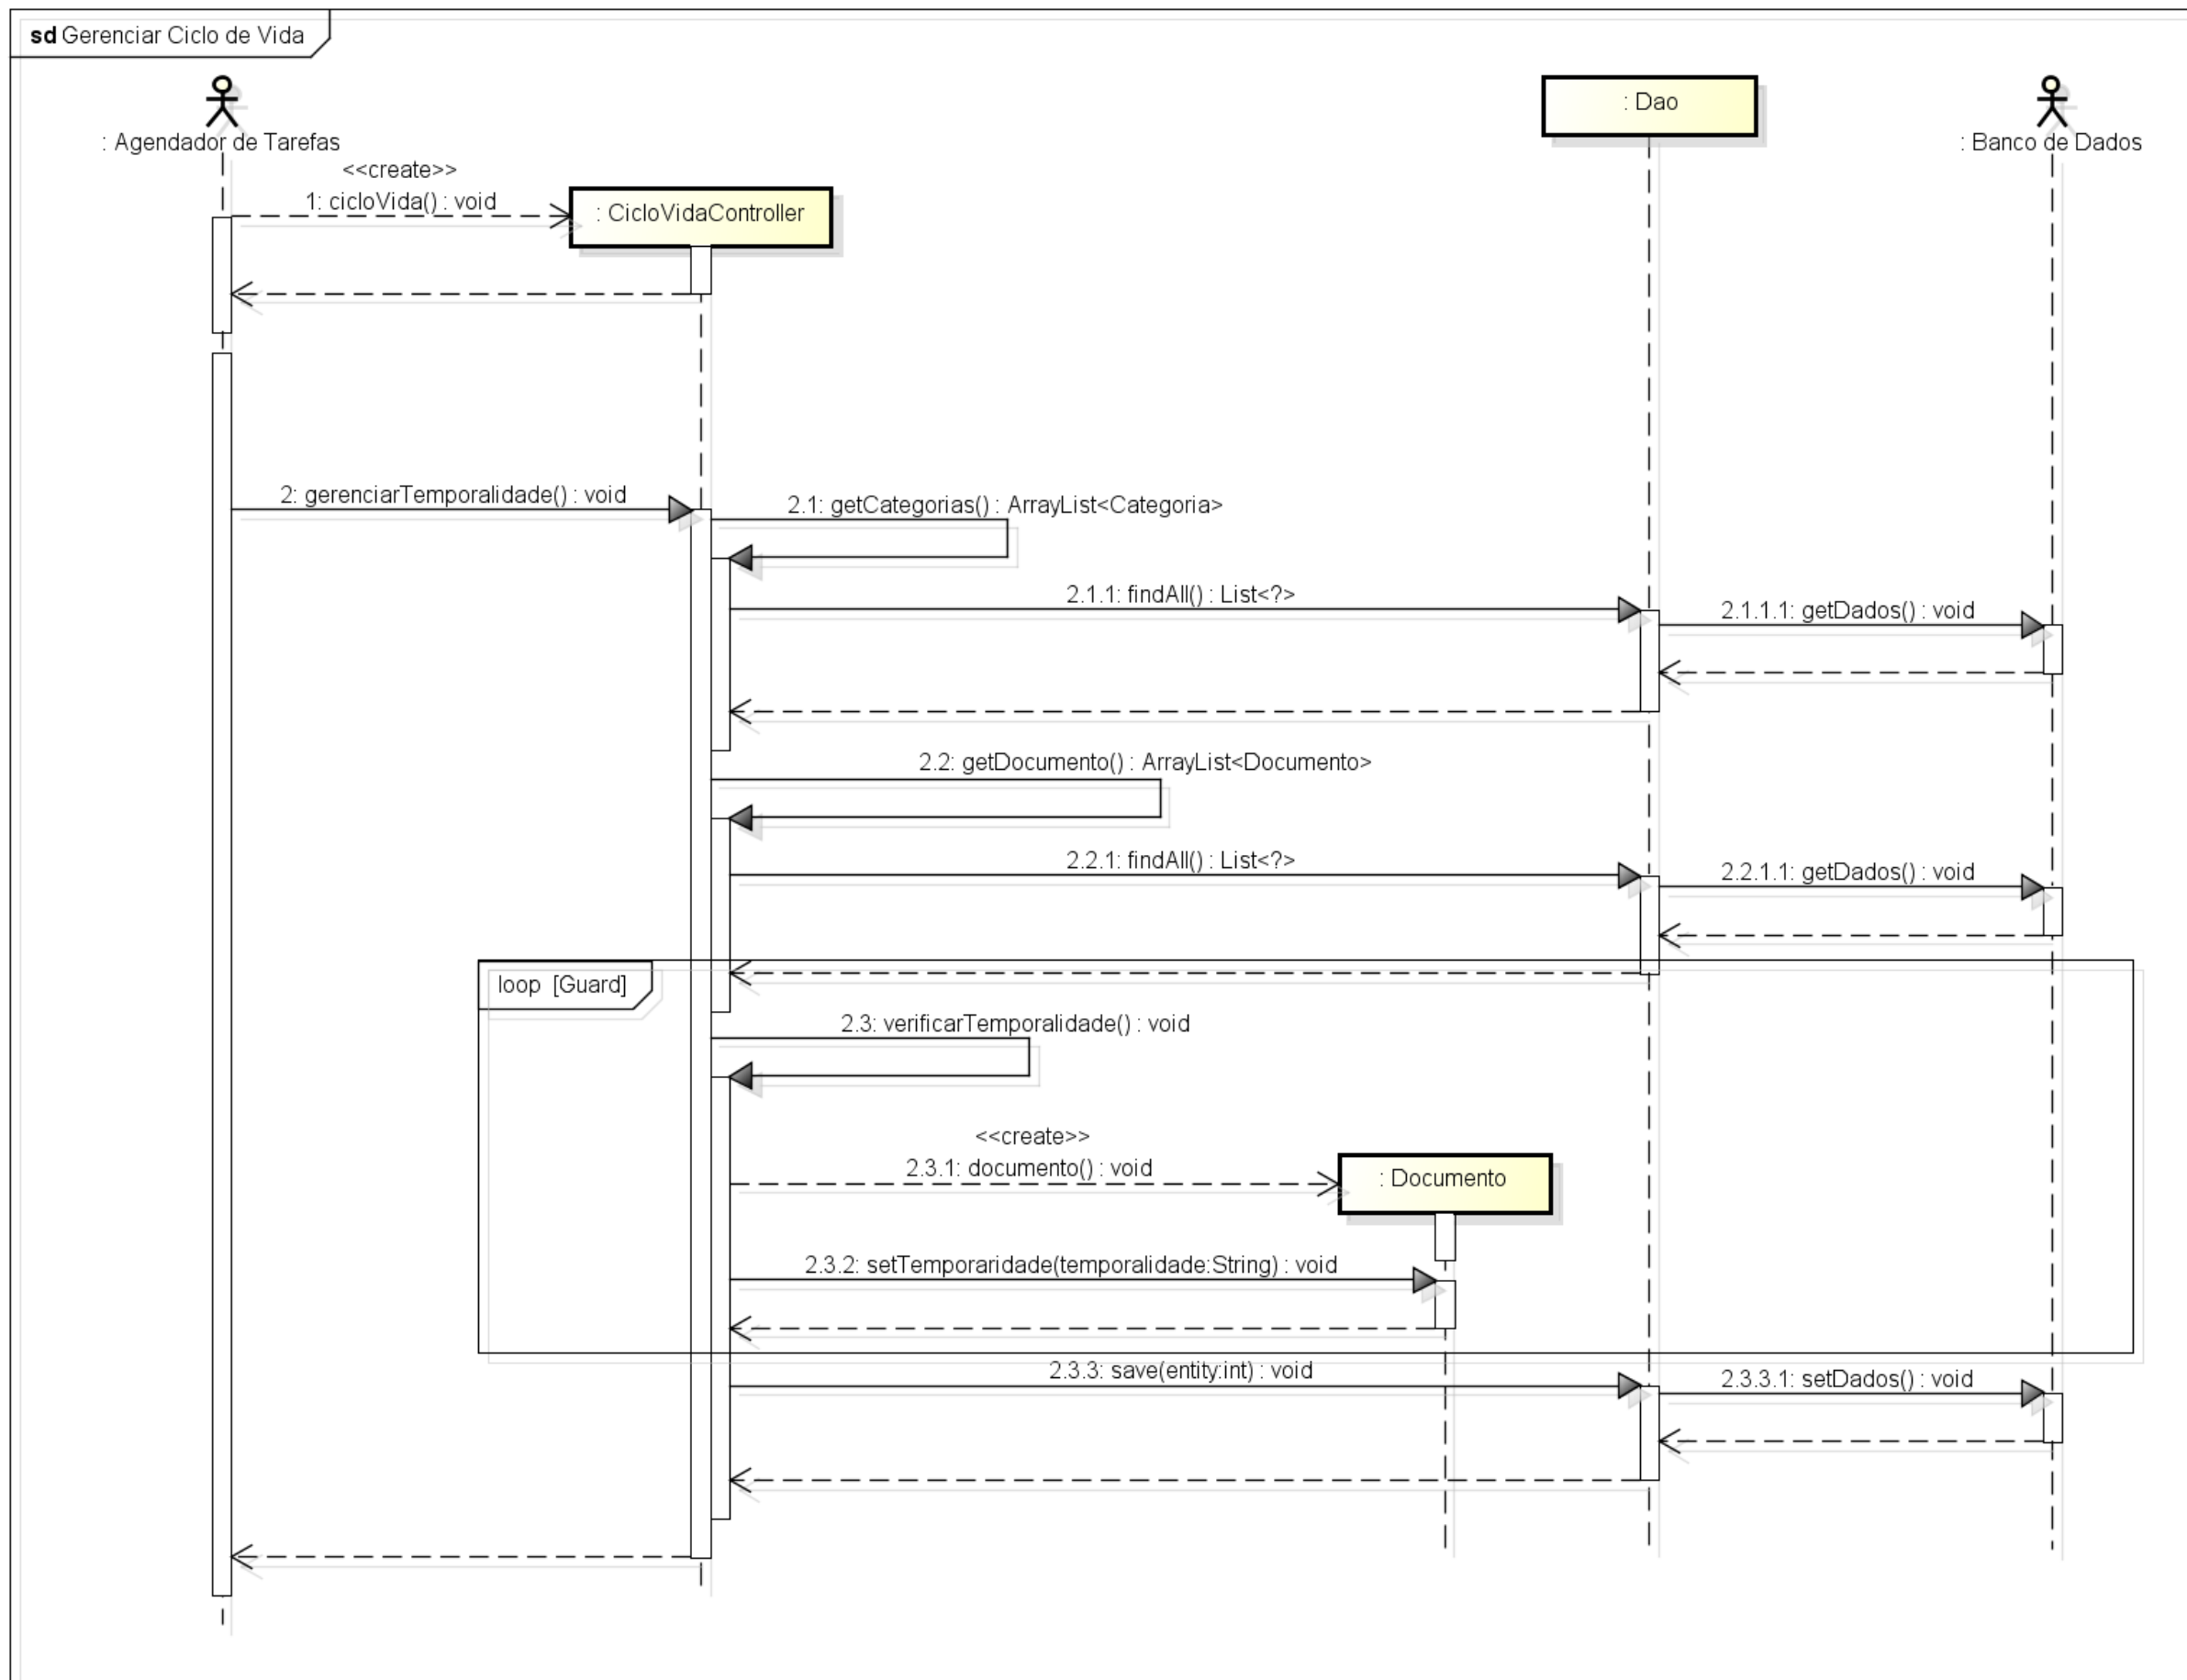 sd Gerenciar Ciclo de Vida
: Agendador de Tarefas
: Dao
: Banco de Dados
<<create>>
1: cicloVida() : void
: CicloVidaController
2: gerenciarTemporalidade() : void
2.1: getCategorias() : ArrayList<Categoria>
2.1.1: findAll() : List<?>
2.1.1.1: getDados() : void
2.2: getDocumento() : ArrayList<Documento>
2.2.1: findAll() : List<?>
2.2.1.1: getDados() : void
loop [Guard]
2.3: verificarTemporalidade() : void
<<create>>
2.3.1: documento() : void
: Documento
2.3.2: setTemporaridade(temporalidade:String) : void
2.3.3: save(entity:int) : void
2.3.3.1: setDados() : void